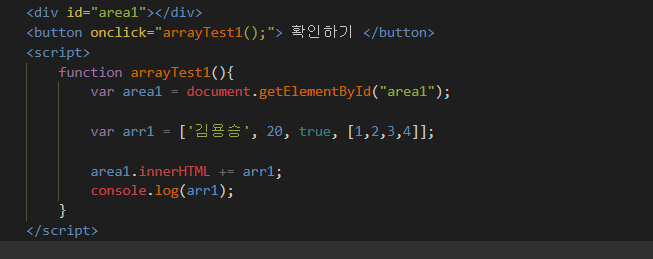 <div id="area1"></div>
<button onclick="arrayTest1();"> 확인하기 </button>
<script>
function arrayTest1(){
var area1 = document.getElementById("area1");
var arr1 = ['김용승', 20, true, [1,2,3,4]];
area1.innerHTML += arr1;
console.log(arr1);
}
</script>